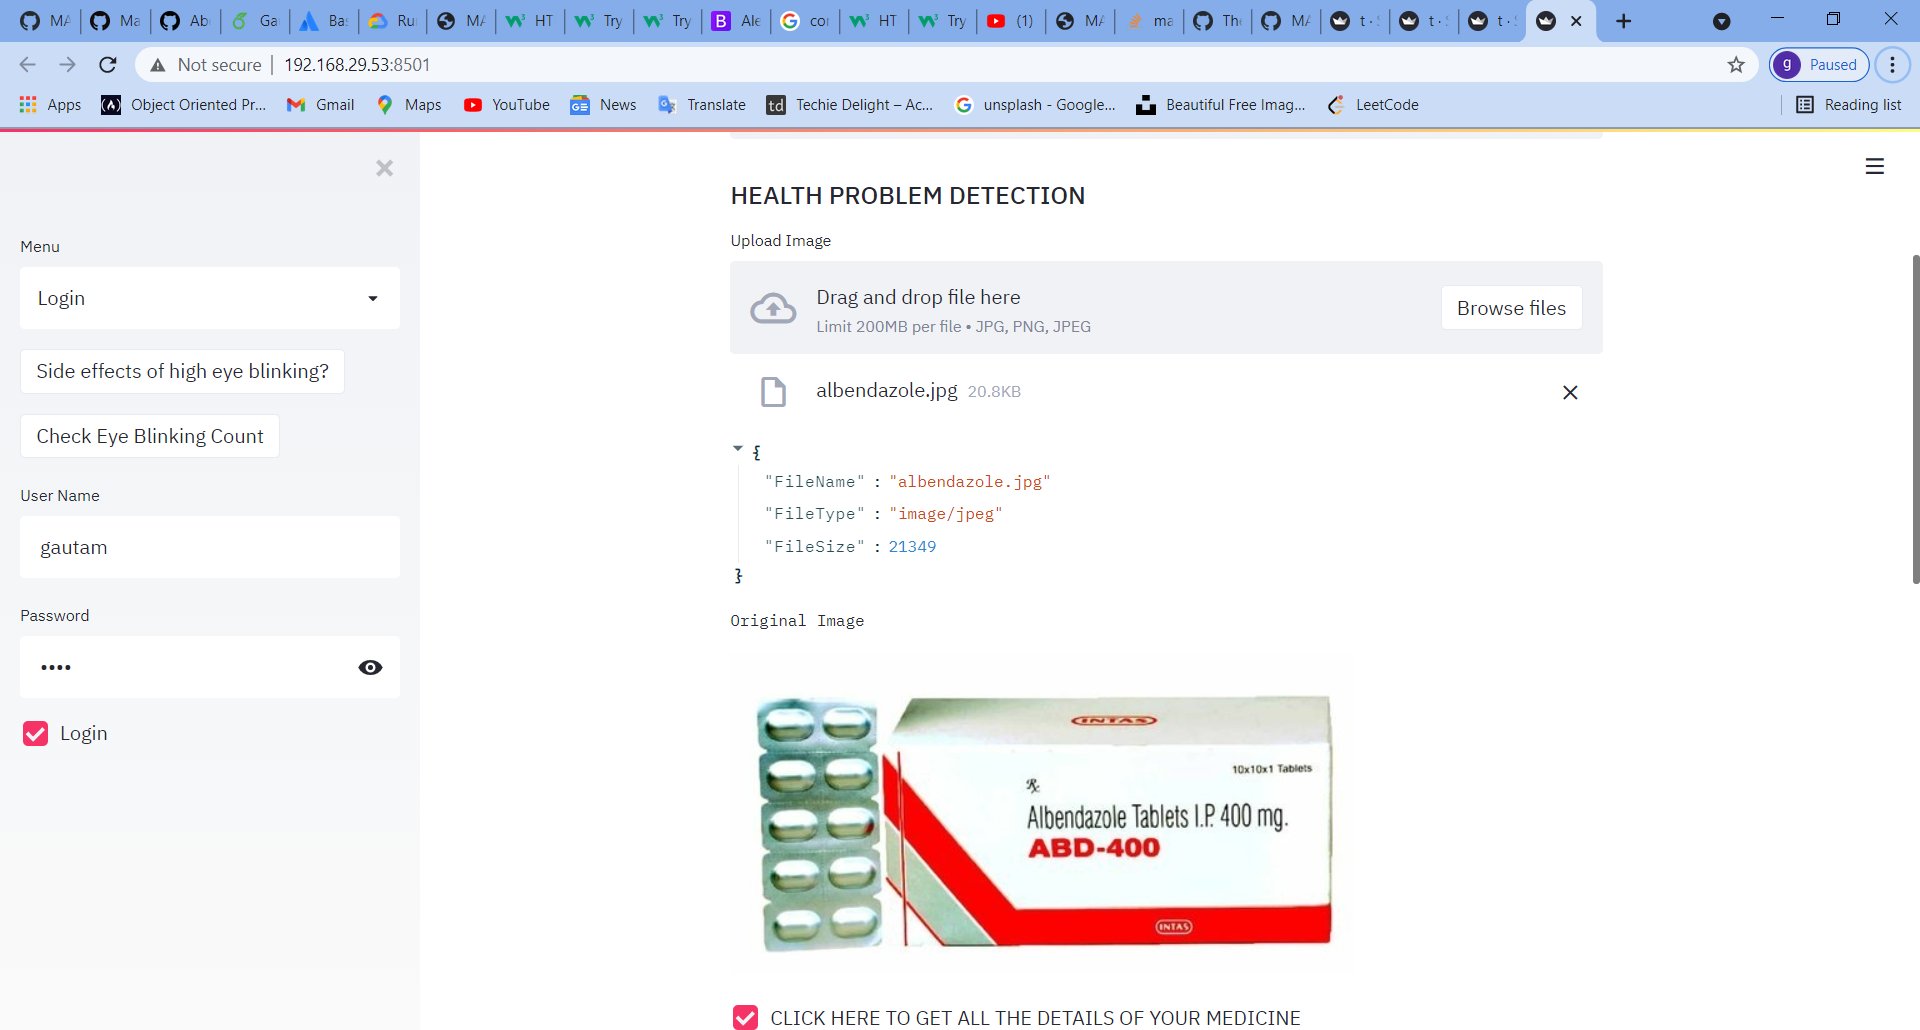 MA
Ma
Ab
Ga
Bas
Ru
MA
HT
Try
Try
Ale
cor
HT
Try
(1)
MA
ma
The
MA
t · S
t · S
t · S
Not secure
192.168.29.53:8501
Paused
Apps
Object Oriented Pr...
Gmail
Maps
YouTube
News
Translate
Techie Delight – Ac...
unsplash - Google...
Beautiful Free Imag...
LeetCode
Reading list
Menu
Login
Side effects of high eye blinking?
Check Eye Blinking Count
User Name
gautam
Password
••••
Login
HEALTH PROBLEM DETECTION
Upload Image
Drag and drop file here
Limit 200MB per file • JPG, PNG, JPEG
Browse files
albendazole.jpg 20.8KB
{
"FileName" : "albendazole.jpg"
"FileType" : "image/jpeg"
"FileSize" : 21349
}
Original Image
INTAS
10x10x1 Tablets
Rx
Albendazole Tablets I.P. 400 mg.
ABD-400
INTAS
CLICK HERE TO GET ALL THE DETAILS OF YOUR MEDICINE